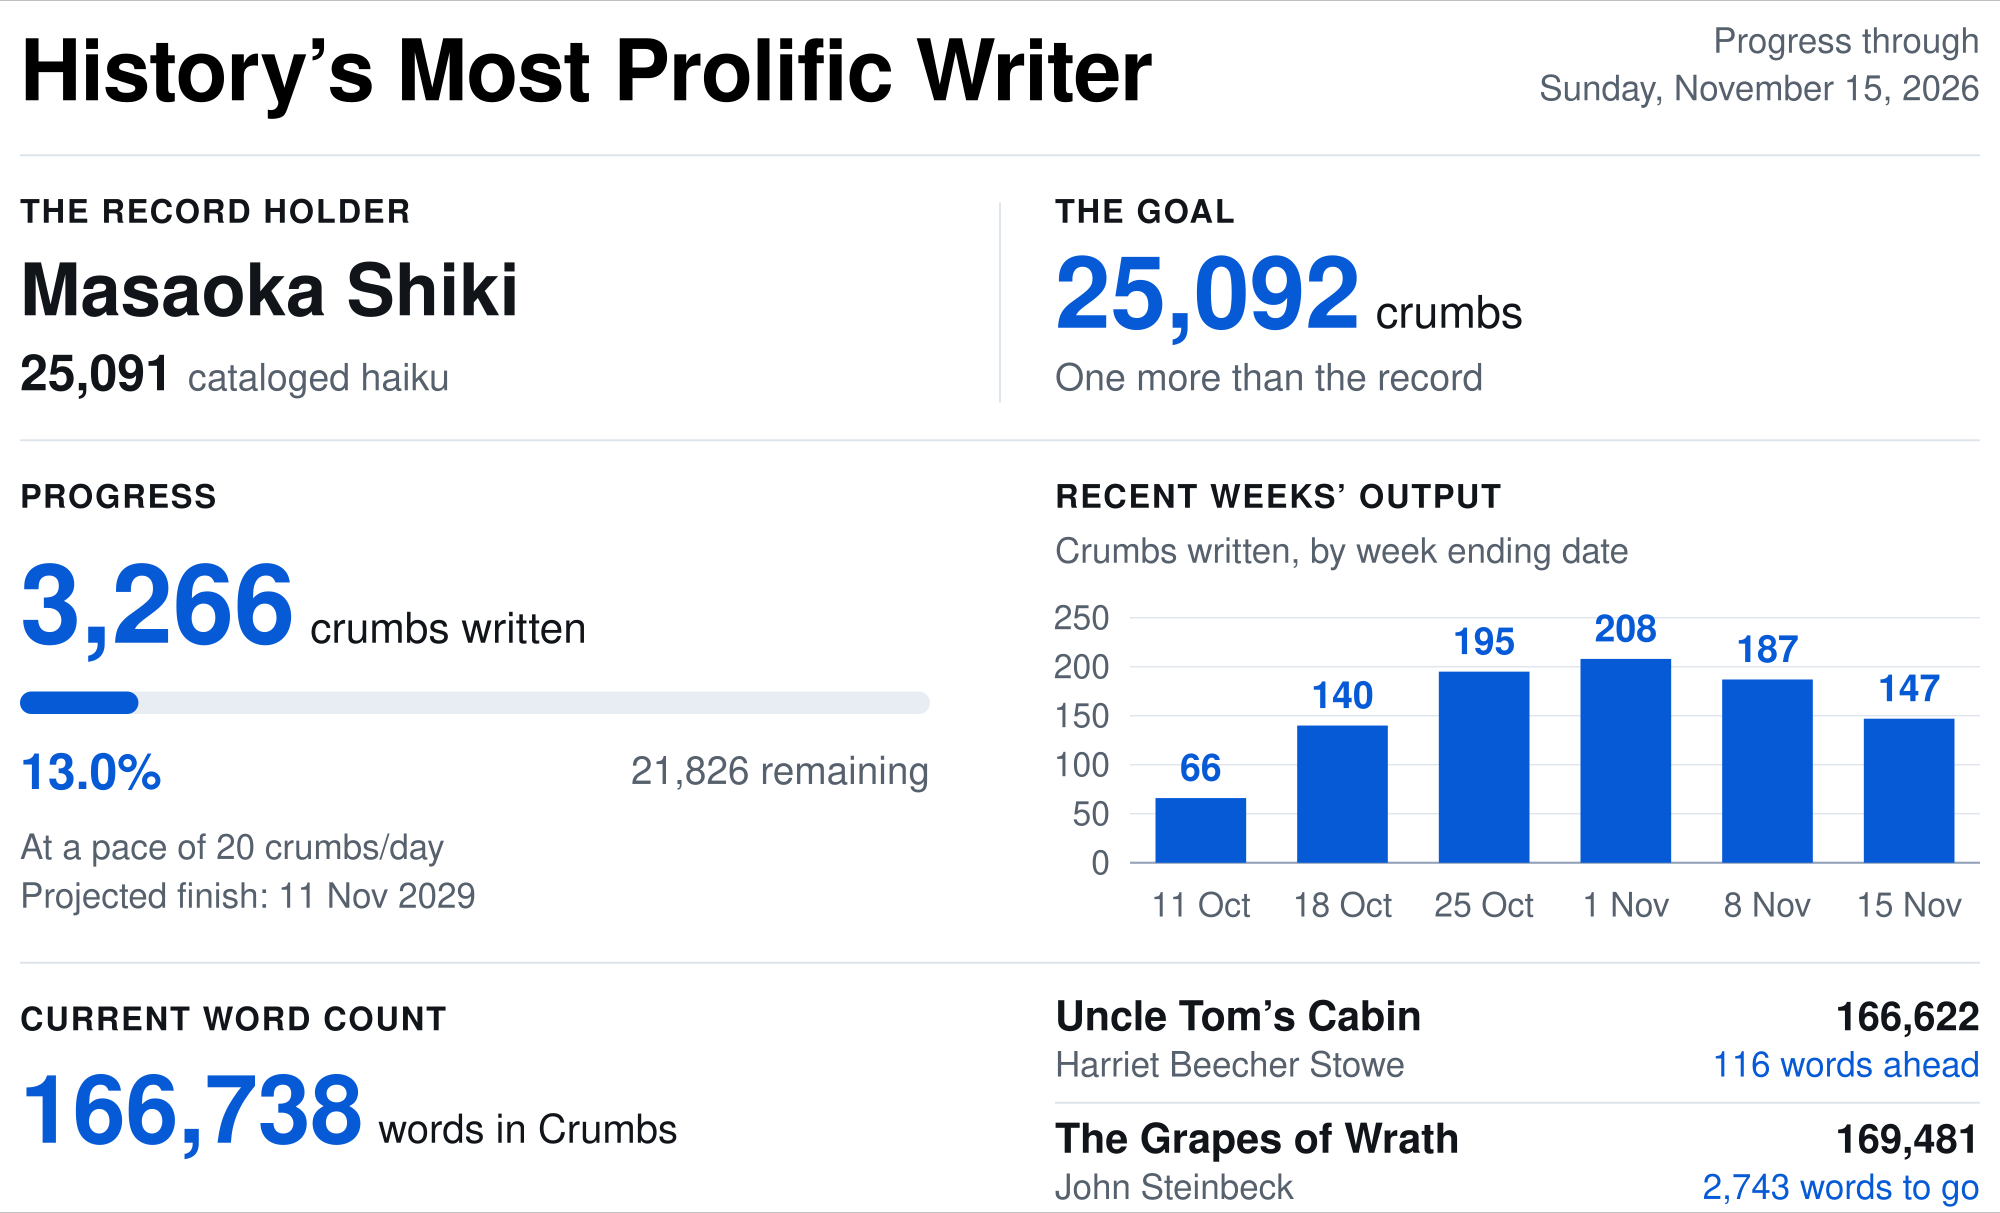 History’s Most Prolific Writer
Progress through
Sunday, November 15, 2026
THE RECORD HOLDER
Masaoka Shiki
25,091 cataloged haiku
THE GOAL
25,092 crumbs
One more than the record
PROGRESS
3,266 crumbs written
13.0%
21,826 remaining
At a pace of 20 crumbs/day
Projected finish: 11 Nov 2029
RECENT WEEKS’ OUTPUT
Crumbs written, by week ending date
250
200
150
100
50
0
66
140
195
208
187
147
11 Oct
18 Oct
25 Oct
1 Nov
8 Nov
15 Nov
CURRENT WORD COUNT
166,738 words in Crumbs
Uncle Tom’s Cabin
166,622
Harriet Beecher Stowe
116 words ahead
The Grapes of Wrath
169,481
John Steinbeck
2,743 words to go